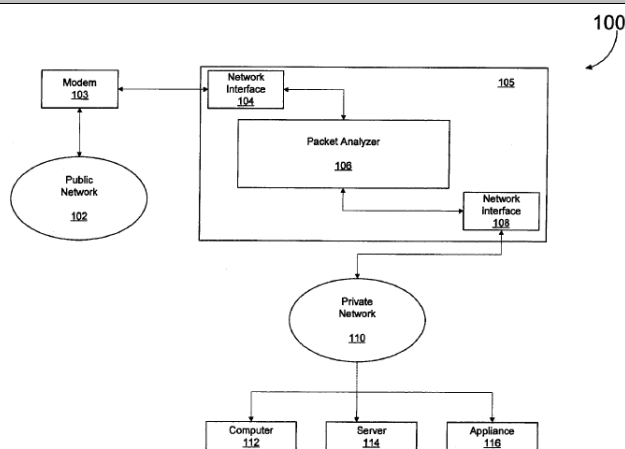 100
Modem
103
Network
Interface
104
105
Packet Analyzer
106
Public
Network
102
Network
Interface
108
Private
Network
110
Computer
112
Server
114
Appliance
116